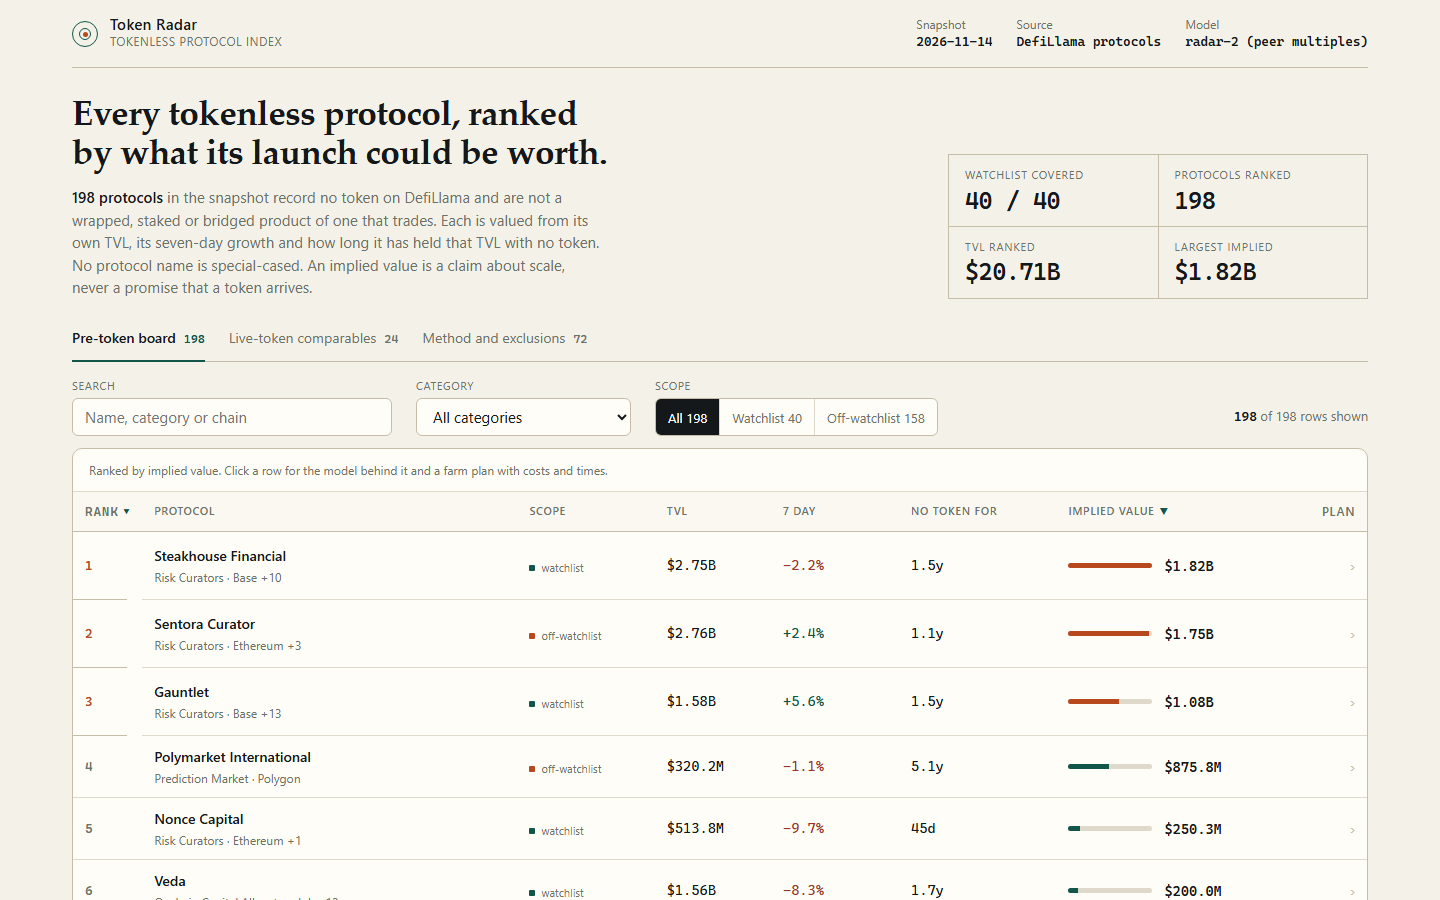 Token Radar
TOKENLESS PROTOCOL INDEX
Snapshot
2026-11-14
Source
DefiLlama protocols
Model
radar-2 (peer multiples)
Every tokenless protocol, ranked
by what its launch could be worth.
198 protocols in the snapshot record no token on DefiLlama and are not a
wrapped, staked or bridged product of one that trades. Each is valued from its
own TVL, its seven-day growth and how long it has held that TVL with no token.
No protocol name is special-cased. An implied value is a claim about scale,
never a promise that a token arrives.
WATCHLIST COVERED
40 / 40
PROTOCOLS RANKED
198
TVL RANKED
$20.71B
LARGEST IMPLIED
$1.82B
Pre-token board 198
Live-token comparables 24
Method and exclusions 72
SEARCH
Name, category or chain
CATEGORY
All categories
SCOPE
All 198
Watchlist 40
Off-watchlist 158
198 of 198 rows shown
Ranked by implied value. Click a row for the model behind it and a farm plan with costs and times.
RANK ▼ PROTOCOL SCOPE TVL 7 DAY NO TOKEN FOR IMPLIED VALUE ▼ PLAN
1 Steakhouse Financial watchlist $2.75B −2.2% 1.5y $1.82B ›
Risk Curators · Base +10
2 Sentora Curator off-watchlist $2.76B +2.4% 1.1y $1.75B ›
Risk Curators · Ethereum +3
3 Gauntlet watchlist $1.58B +5.6% 1.5y $1.08B ›
Risk Curators · Base +13
4 Polymarket International off-watchlist $320.2M −1.1% 5.1y $875.8M ›
Prediction Market · Polygon
5 Nonce Capital watchlist $513.8M −9.7% 45d $250.3M ›
Risk Curators · Ethereum +1
6 Veda watchlist $1.56B −8.3% 1.7y $200.0M ›